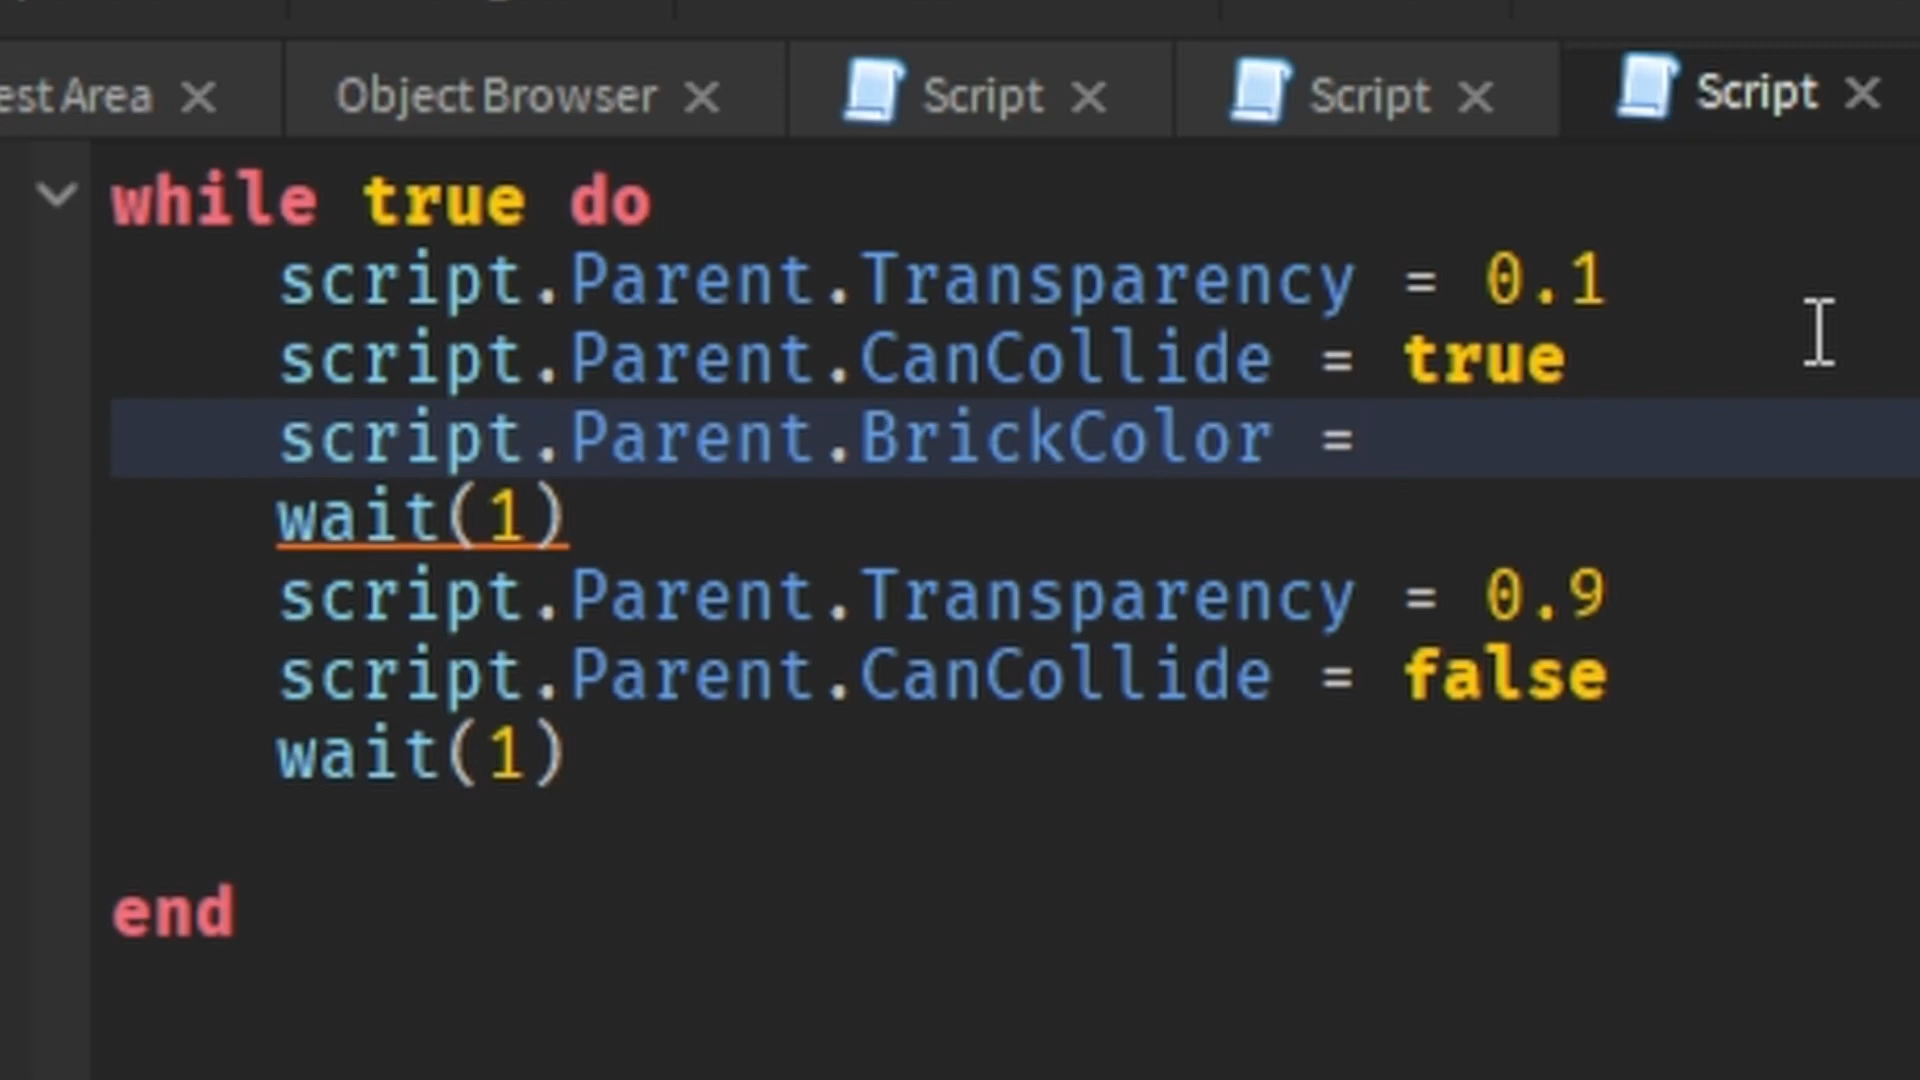 est Area
Object Browser
Script
Script
Script
while true do
script.Parent.Transparency = 0.1
script.Parent.CanCollide = true
script.Parent.BrickColor =
wait(1)
script.Parent.Transparency = 0.9
script.Parent.CanCollide = false
wait(1)
end